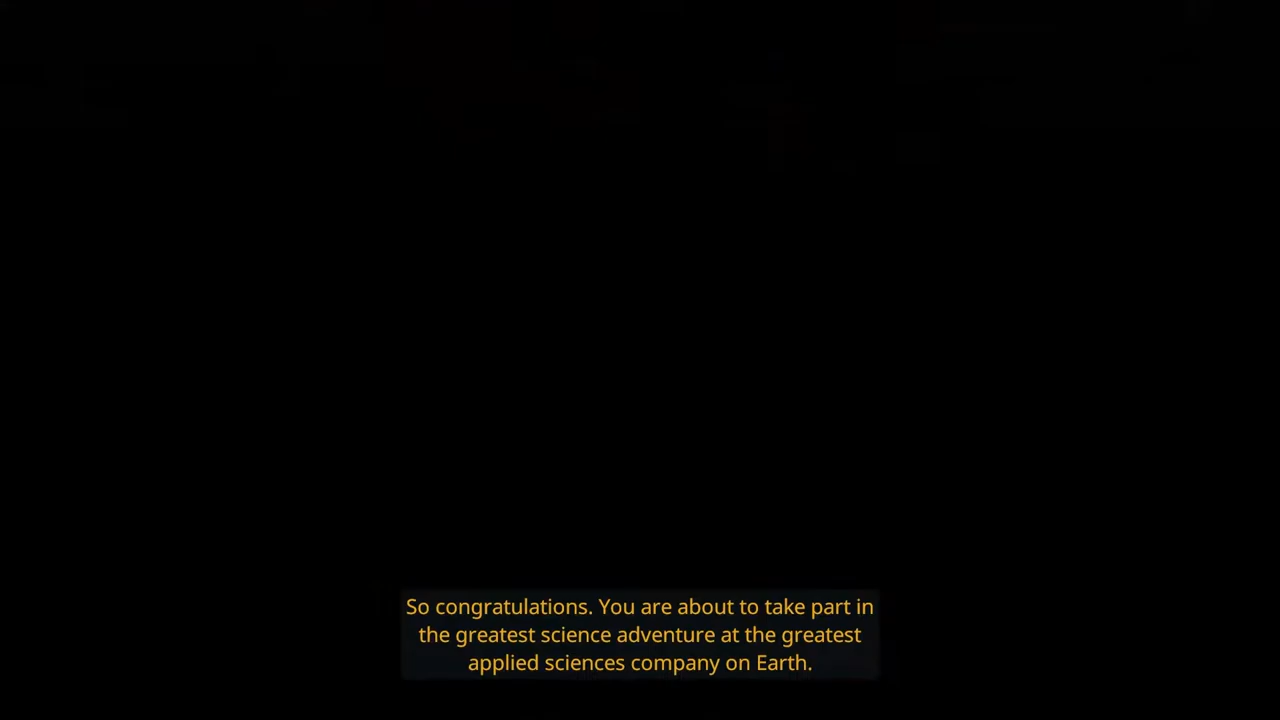 So congratulations. You are about to take part in
the greatest science adventure at the greatest
applied sciences company on Earth.